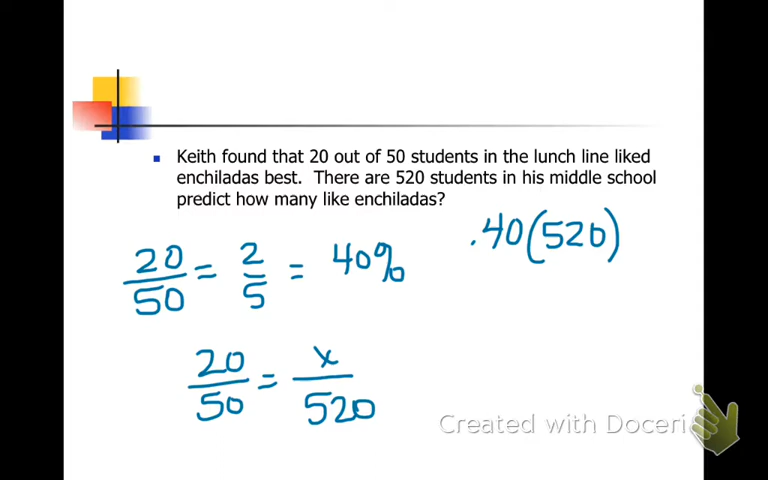 Keith found that 20 out of 50 students in the lunch line liked
enchiladas best. There are 520 students in his middle school
predict how many like enchiladas?
.40(520)
20/50 = 2/5 = 40%
20/50 = x/520
Created with Doceri